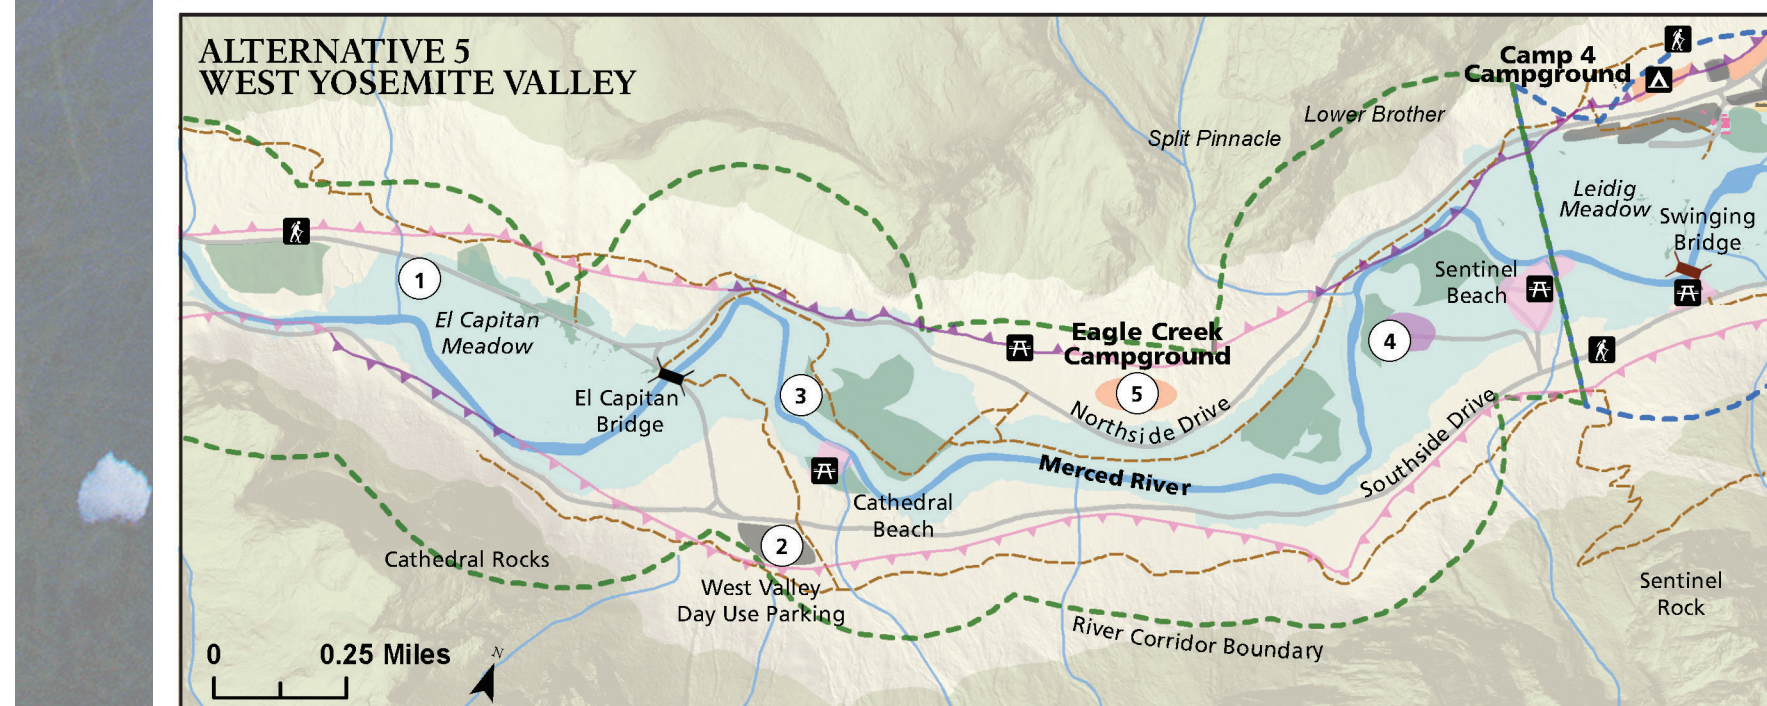 ALTERNATIVE 5
WEST YOSEMITE VALLEY
Camp 4
Campground
Lower Brother
Split Pinnacle
Leidig
Meadow
Swinging
Bridge
Sentinel
Beach
1
El Capitan
Meadow
Eagle Creek
Campground
4
5
3
El Capitan
Bridge
Northside Drive
Southside Drive
Merced River
Cathedral
Beach
2
Cathedral Rocks
West Valley
Day Use Parking
Sentinel
Rock
River Corridor Boundary
0 0.25 Miles
N